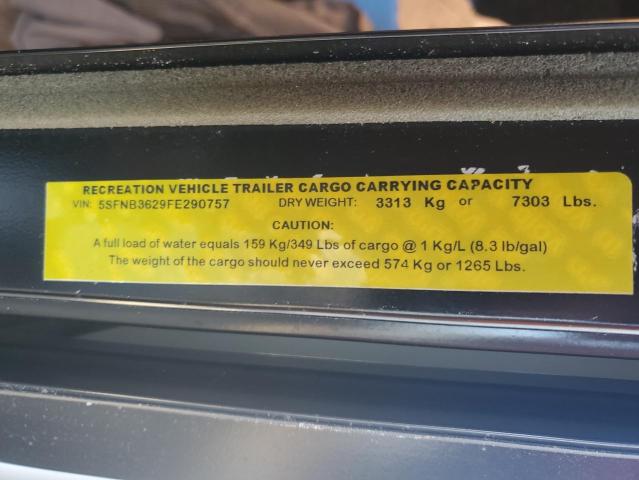 RECREATION VEHICLE TRAILER CARGO CARRYING CAPACITY
VIN: 5SFNB3629FE290757 DRY WEIGHT: 3313 Kg or 7303 Lbs.
CAUTION:
A full load of water equals 159 Kg/349 Lbs of cargo @ 1 Kg/L (8.3 lb/gal)
The weight of the cargo should never exceed 574 Kg or 1265 Lbs.